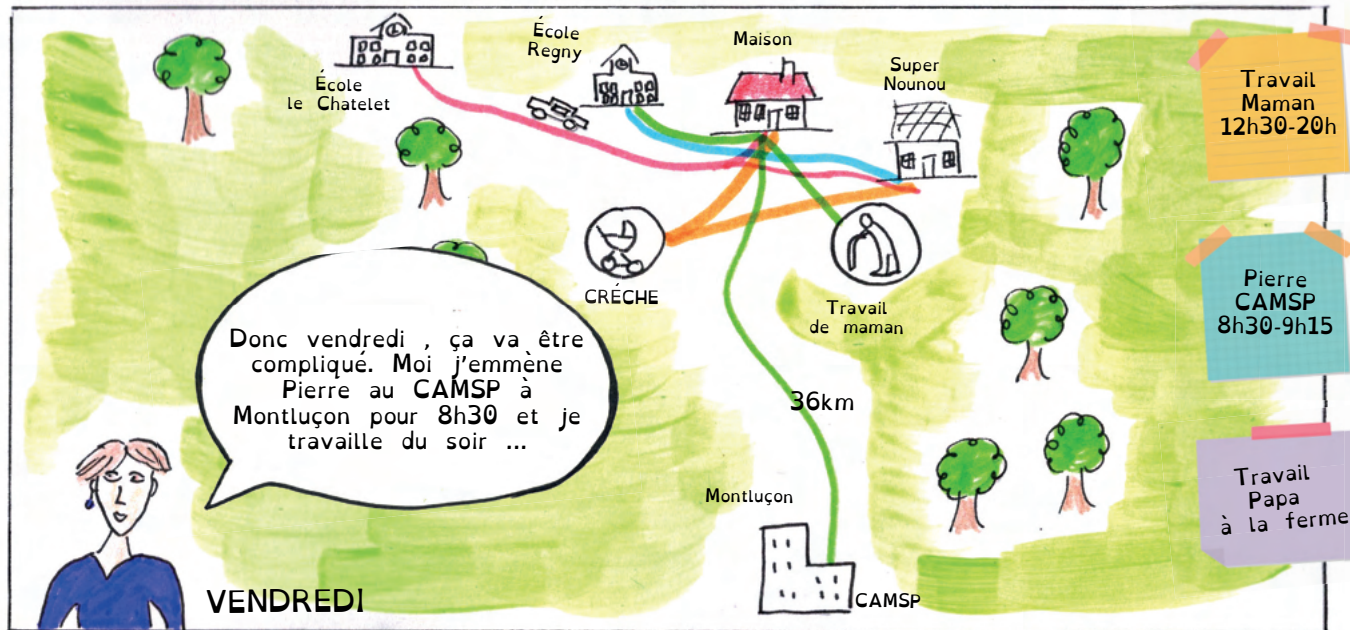 École
le Chatelet
École
Regny
Maison
Super
Nounou
CRÉCHE
Travail
de maman
Donc vendredi , ça va être
compliqué. Moi j'emmène
Pierre au CAMSP à
Montluçon pour 8h30 et je
travaille du soir ...
36km
Montluçon
CAMSP
VENDREDI
Travail
Maman
12h30-20h
Pierre
CAMSP
8h30-9h15
Travail
Papa
à la ferme